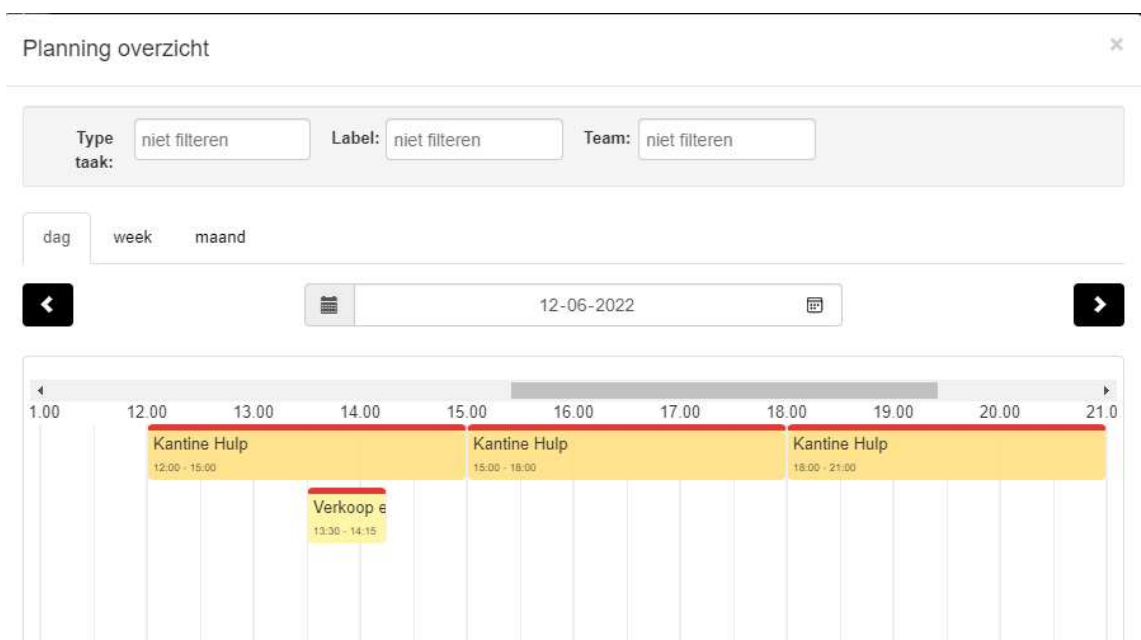 Planning overzicht
×
Type taak: niet filteren Label: niet filteren Team: niet filteren
dag week maand
12-06-2022
1.00 12.00 13.00 14.00 15.00 16.00 17.00 18.00 19.00 20.00 21.0
Kantine Hulp Kantine Hulp Kantine Hulp
12:00 - 15:00 15:00 - 18:00 18:00 - 21:00
Verkoop e
13:30 - 14:15